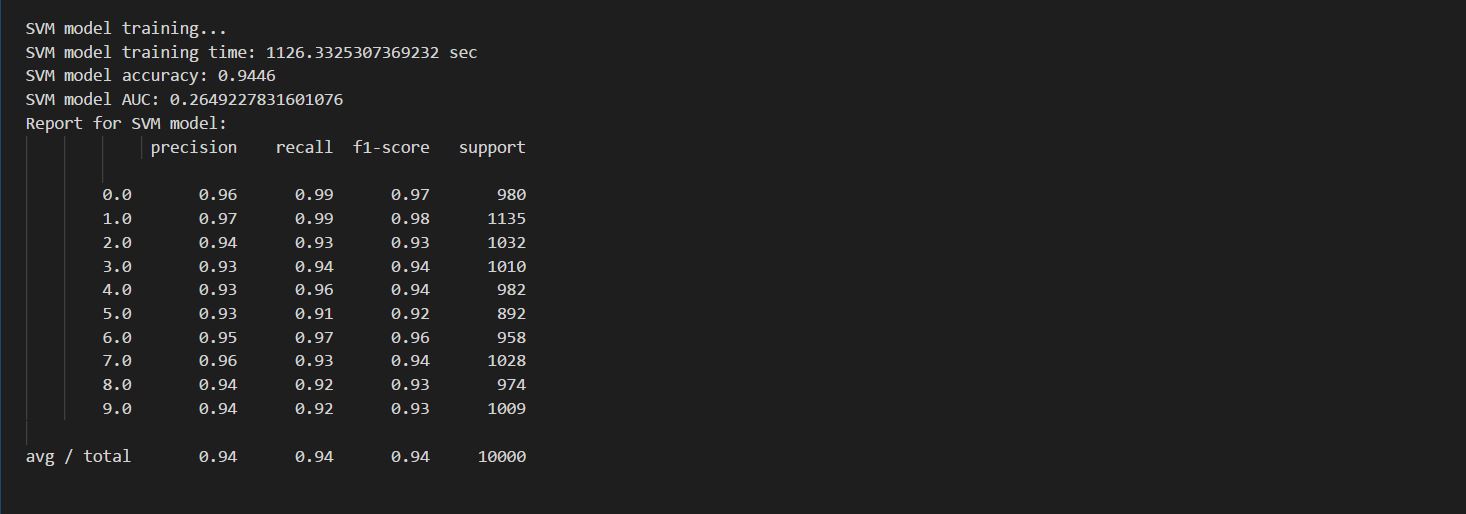 SVM model training...
SVM model training time: 1126.3325307369232 sec
SVM model accuracy: 0.9446
SVM model AUC: 0.2649227831601076
Report for SVM model:
precision recall f1-score support
0.0 0.96 0.99 0.97 980
1.0 0.97 0.99 0.98 1135
2.0 0.94 0.93 0.93 1032
3.0 0.93 0.94 0.94 1010
4.0 0.93 0.96 0.94 982
5.0 0.93 0.91 0.92 892
6.0 0.95 0.97 0.96 958
7.0 0.96 0.93 0.94 1028
8.0 0.94 0.92 0.93 974
9.0 0.94 0.92 0.93 1009
avg / total 0.94 0.94 0.94 10000